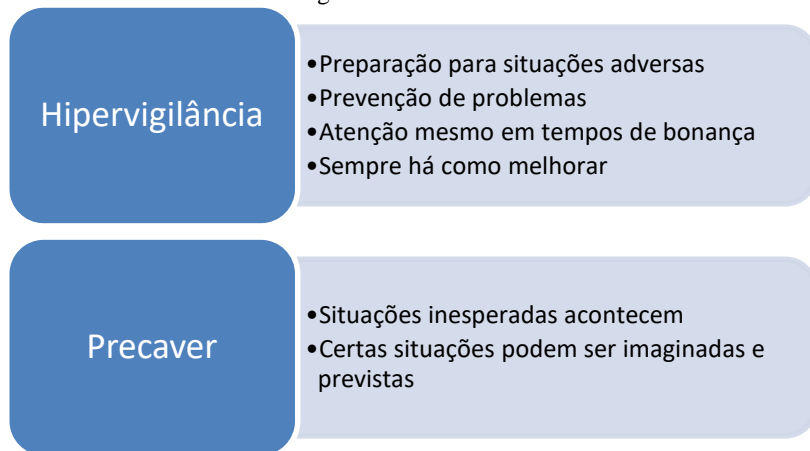 Hipervigilância
•Preparação para situações adversas
•Prevenção de problemas
•Atenção mesmo em tempos de bonança
•Sempre há como melhorar
Precaver
•Situações inesperadas acontecem
•Certas situações podem ser imaginadas e
previstas